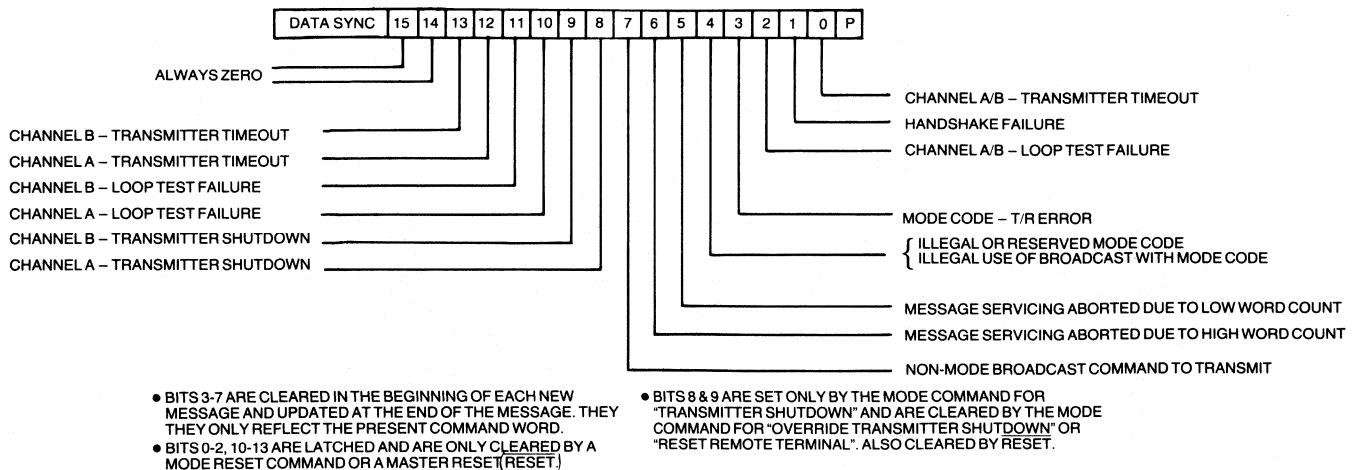 DATA SYNC 15 14 13 12 11 10 9 8 7 6 5 4 3 2 1 0 P
ALWAYS ZERO
CHANNEL B – TRANSMITTER TIMEOUT
CHANNEL A – TRANSMITTER TIMEOUT
CHANNEL B – LOOP TEST FAILURE
CHANNEL A – LOOP TEST FAILURE
CHANNEL B – TRANSMITTER SHUTDOWN
CHANNEL A – TRANSMITTER SHUTDOWN
CHANNEL A/B – TRANSMITTER TIMEOUT
HANDSHAKE FAILURE
CHANNEL A/B – LOOP TEST FAILURE
MODE CODE – T/R ERROR
{ ILLEGAL OR RESERVED MODE CODE
ILLEGAL USE OF BROADCAST WITH MODE CODE
MESSAGE SERVICING ABORTED DUE TO LOW WORD COUNT
MESSAGE SERVICING ABORTED DUE TO HIGH WORD COUNT
NON-MODE BROADCAST COMMAND TO TRANSMIT
● BITS 3-7 ARE CLEARED IN THE BEGINNING OF EACH NEW
MESSAGE AND UPDATED AT THE END OF THE MESSAGE. THEY
THEY ONLY REFLECT THE PRESENT COMMAND WORD.
● BITS 0-2, 10-13 ARE LATCHED AND ARE ONLY CLEARED BY A
MODE RESET COMMAND OR A MASTER RESET (RESET.)
● BITS 8 & 9 ARE SET ONLY BY THE MODE COMMAND FOR
"TRANSMITTER SHUTDOWN" AND ARE CLEARED BY THE MODE
COMMAND FOR "OVERRIDE TRANSMITTER SHUTDOWN" OR
"RESET REMOTE TERMINAL". ALSO CLEARED BY RESET.